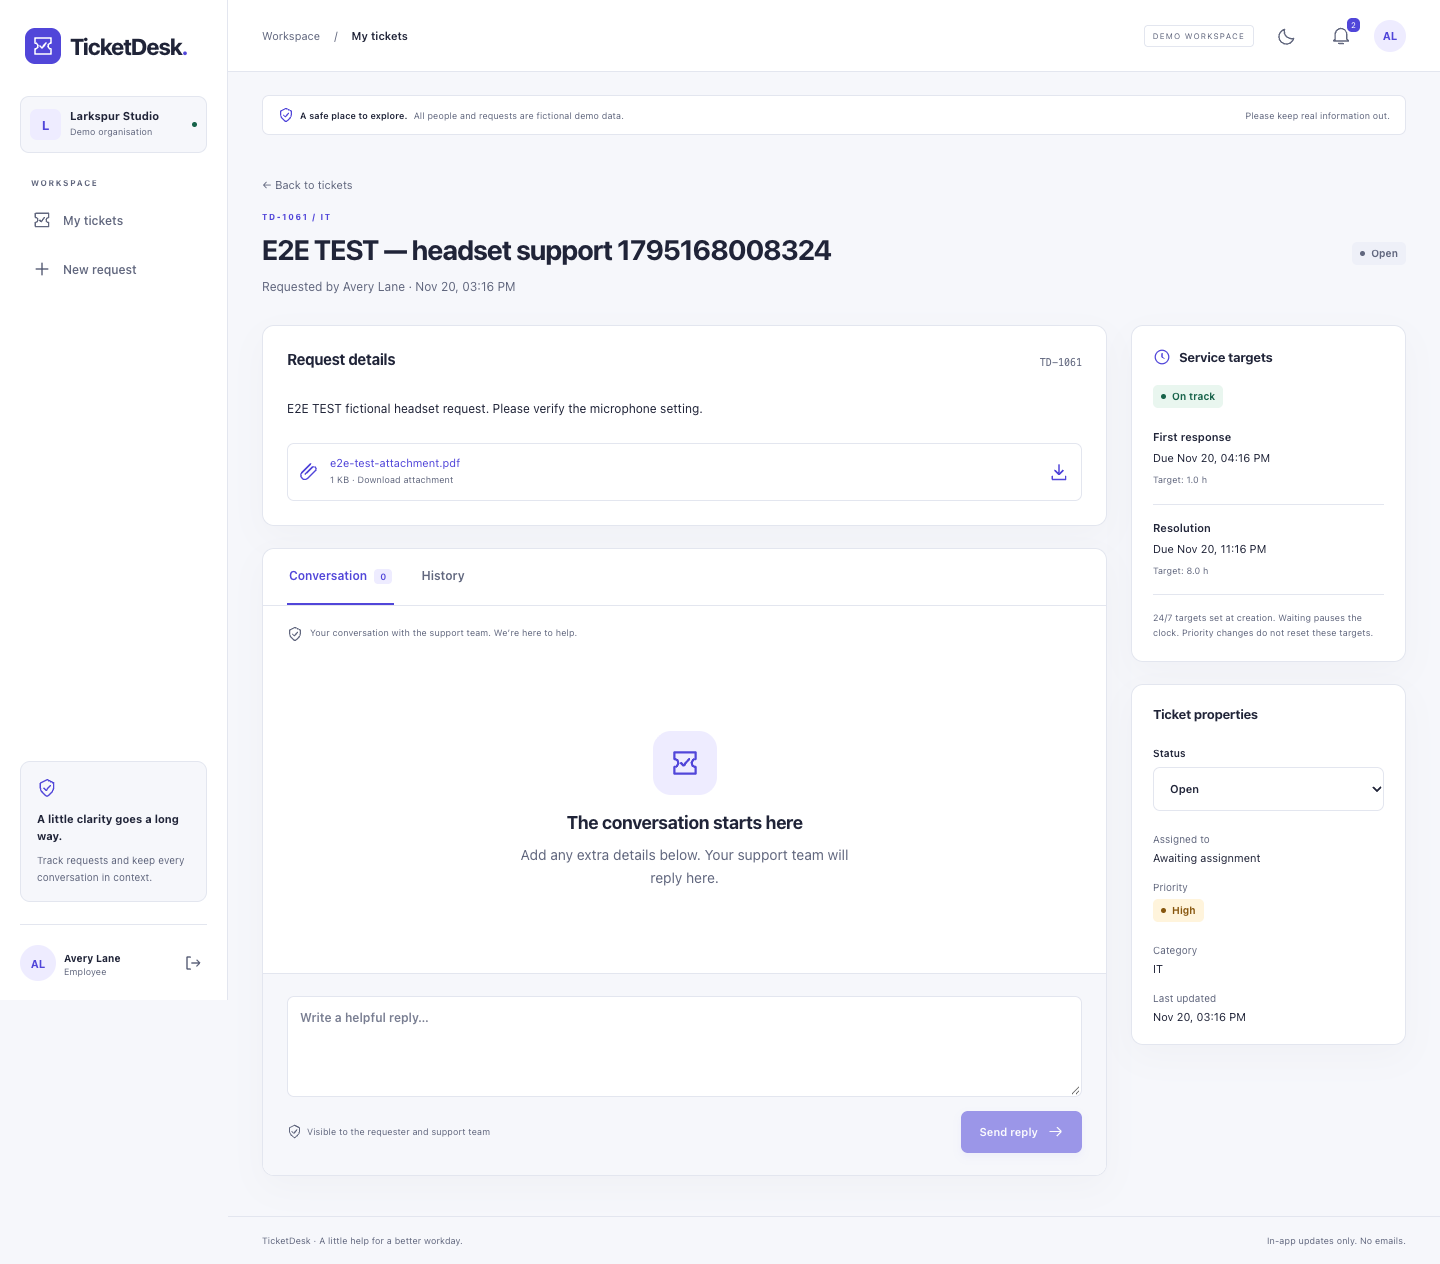 TicketDesk.
Larkspur Studio
L
Demo organisation
WORKSPACE
My tickets
New request
A little clarity goes a long
way.
Track requests and keep every
conversation in context.
AL
Avery Lane
Employee
Workspace / My tickets
DEMO WORKSPACE
2
AL
A safe place to explore. All people and requests are fictional demo data.
Please keep real information out.
← Back to tickets
TD-1061 / IT
E2E TEST — headset support 1795168008324
Open
Requested by Avery Lane · Nov 20, 03:16 PM
Request details
TD-1061
E2E TEST fictional headset request. Please verify the microphone setting.
e2e-test-attachment.pdf
1 KB · Download attachment
Conversation 0
History
Your conversation with the support team. We're here to help.
The conversation starts here
Add any extra details below. Your support team will
reply here.
Write a helpful reply...
Visible to the requester and support team
Send reply →
Service targets
On track
First response
Due Nov 20, 04:16 PM
Target: 1.0 h
Resolution
Due Nov 20, 11:16 PM
Target: 8.0 h
24/7 targets set at creation. Waiting pauses the
clock. Priority changes do not reset these targets.
Ticket properties
Status
Open
Assigned to
Awaiting assignment
Priority
High
Category
IT
Last updated
Nov 20, 03:16 PM
TicketDesk · A little help for a better workday.
In-app updates only. No emails.